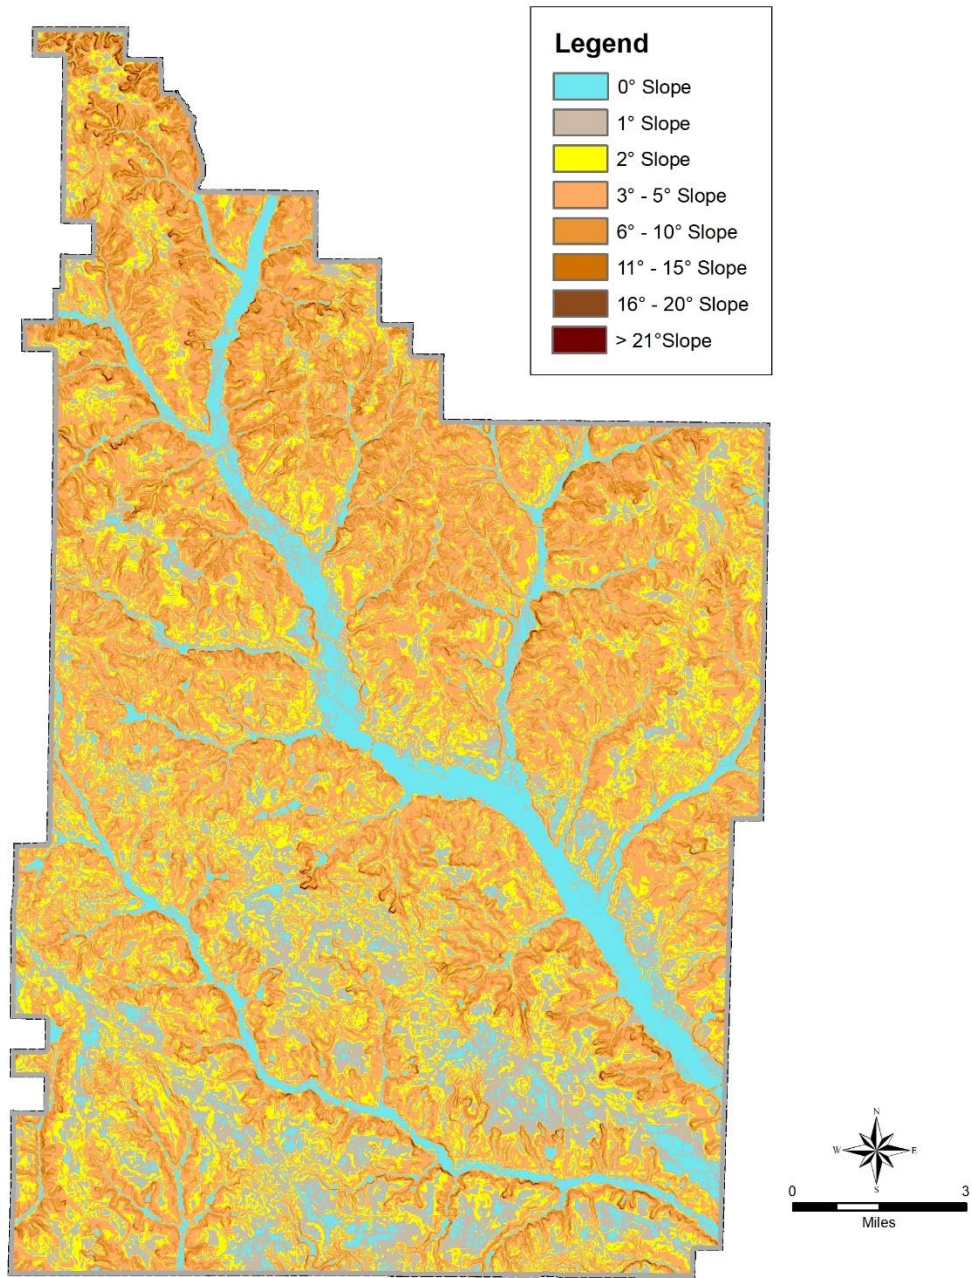 Legend
0° Slope
1° Slope
2° Slope
3° - 5° Slope
6° - 10° Slope
11° - 15° Slope
16° - 20° Slope
> 21°Slope
N
W E
S
0 3
Miles